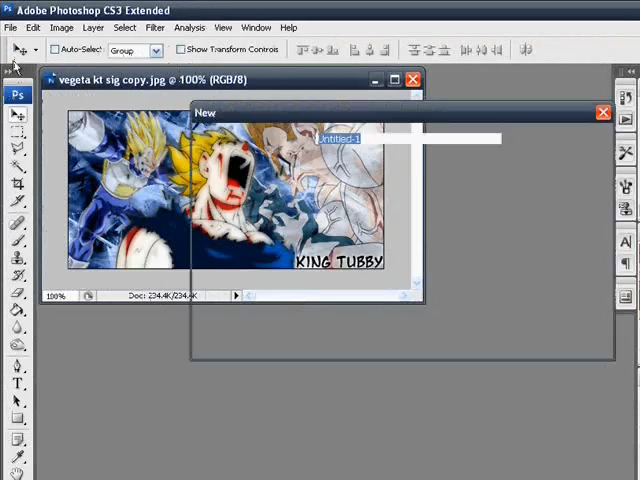 Ps Adobe Photoshop CS3 Extended
File Edit Image Layer Select Filter Analysis View Window Help
Auto-Select: Group Show Transform Controls
Ps
vegeta kt sig copy.jpg @ 100% (RGB/8)
New
Untitled-1
KING TUBBY
100% Doc: 234.4K/234.4K
T
A